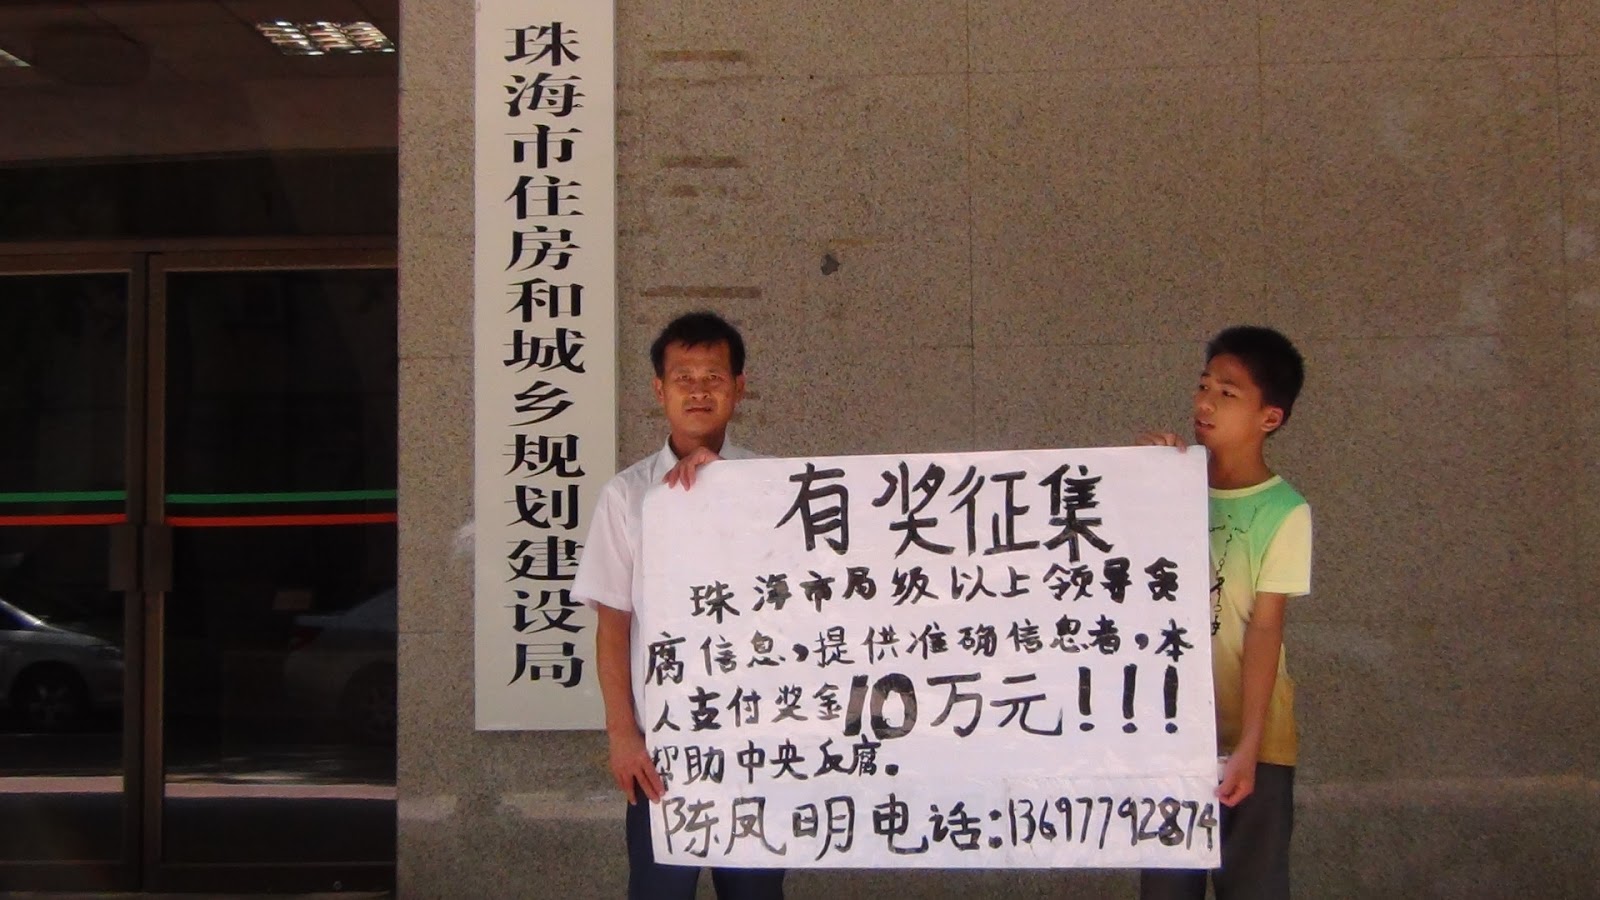 珠海市住房和城乡规划建设局
有奖征集
珠海市局级以上领导贪
腐信息,提供准确信息者,本
人支付奖金10万元!!!
帮助中央反腐。
陈凤明电话:13697792874